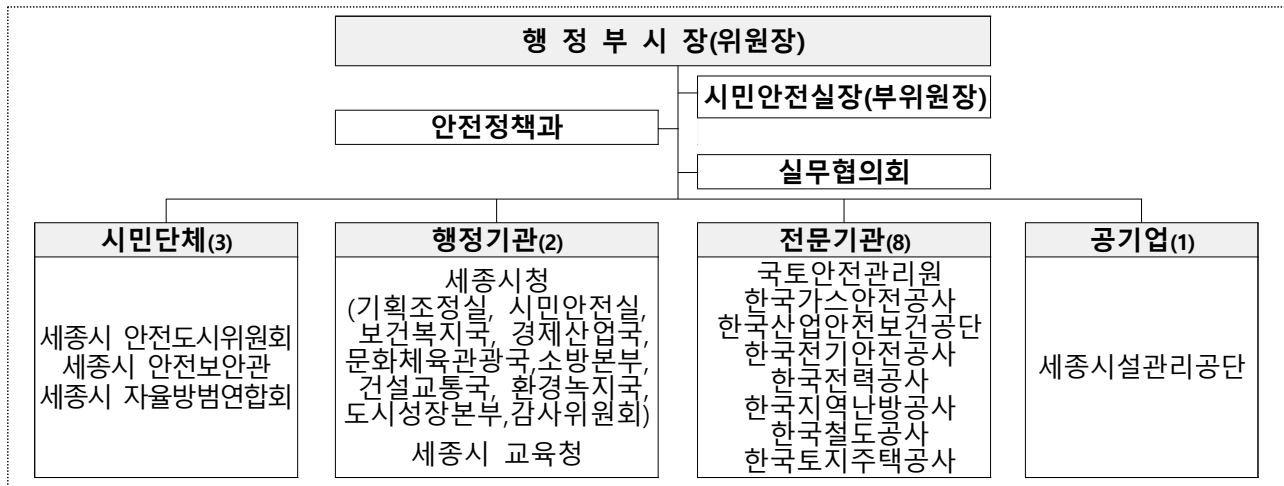 행 정 부 시 장(위원장)
시민안전실장(부위원장)
안전정책과
실무협의회
시민단체(3)
세종시 안전도시위원회
세종시 안전보안관
세종시 자율방범연합회
행정기관(2)
세종시청
(기획조정실, 시민안전실,
보건복지국, 경제산업국,
문화체육관광국,소방본부,
건설교통국, 환경녹지국,
도시성장본부,감사위원회)
세종시 교육청
전문기관(8)
국토안전관리원
한국가스안전공사
한국산업안전보건공단
한국전기안전공사
한국전력공사
한국지역난방공사
한국철도공사
한국토지주택공사
공기업(1)
세종시설관리공단